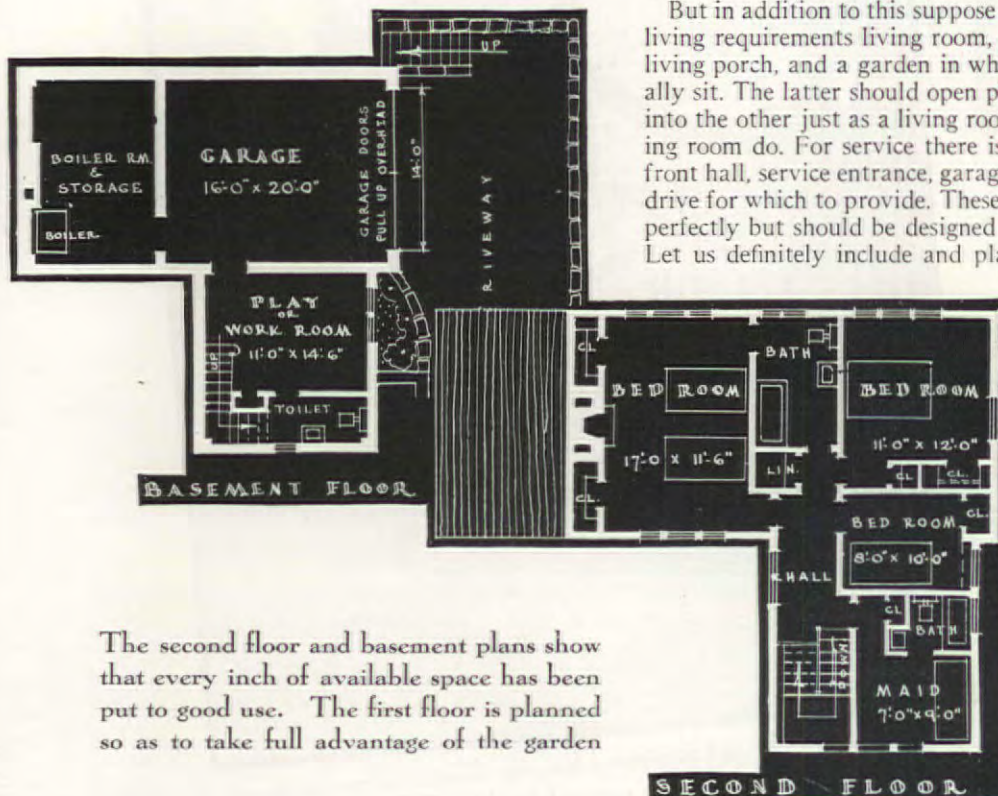 But in addition to this suppose
living requirements living room,
living porch, and a garden in wh
ally sit. The latter should open p
into the other just as a living roo
ing room do. For service there is
front hall, service entrance, garag
drive for which to provide. These
perfectly but should be designed
Let us definitely include and pla
UP
BOILER RM.
&
STORAGE
BOILER
GARAGE
16'-0" x 20'-0"
GARAGE DOORS
PULL UP OVERHEAD
14'-0"
RIVEWAY
PLAY
OR
WORK ROOM
11'-0" x 14'-6"
UP
TOILET
BASEMENT FLOOR
CL.
BED ROOM
17'-0 x 11'-6"
CL.
BATH
LIN.
BED ROOM
11'-0" x 12'-0"
CL.
CL.
CL.
BED ROOM
8'-0" x 10'-0"
HALL
CL.
BATH
DOWN
MAID
7'-0" x 9'-0"
SECOND FLOOR
The second floor and basement plans show
that every inch of available space has been
put to good use. The first floor is planned
so as to take full advantage of the garden